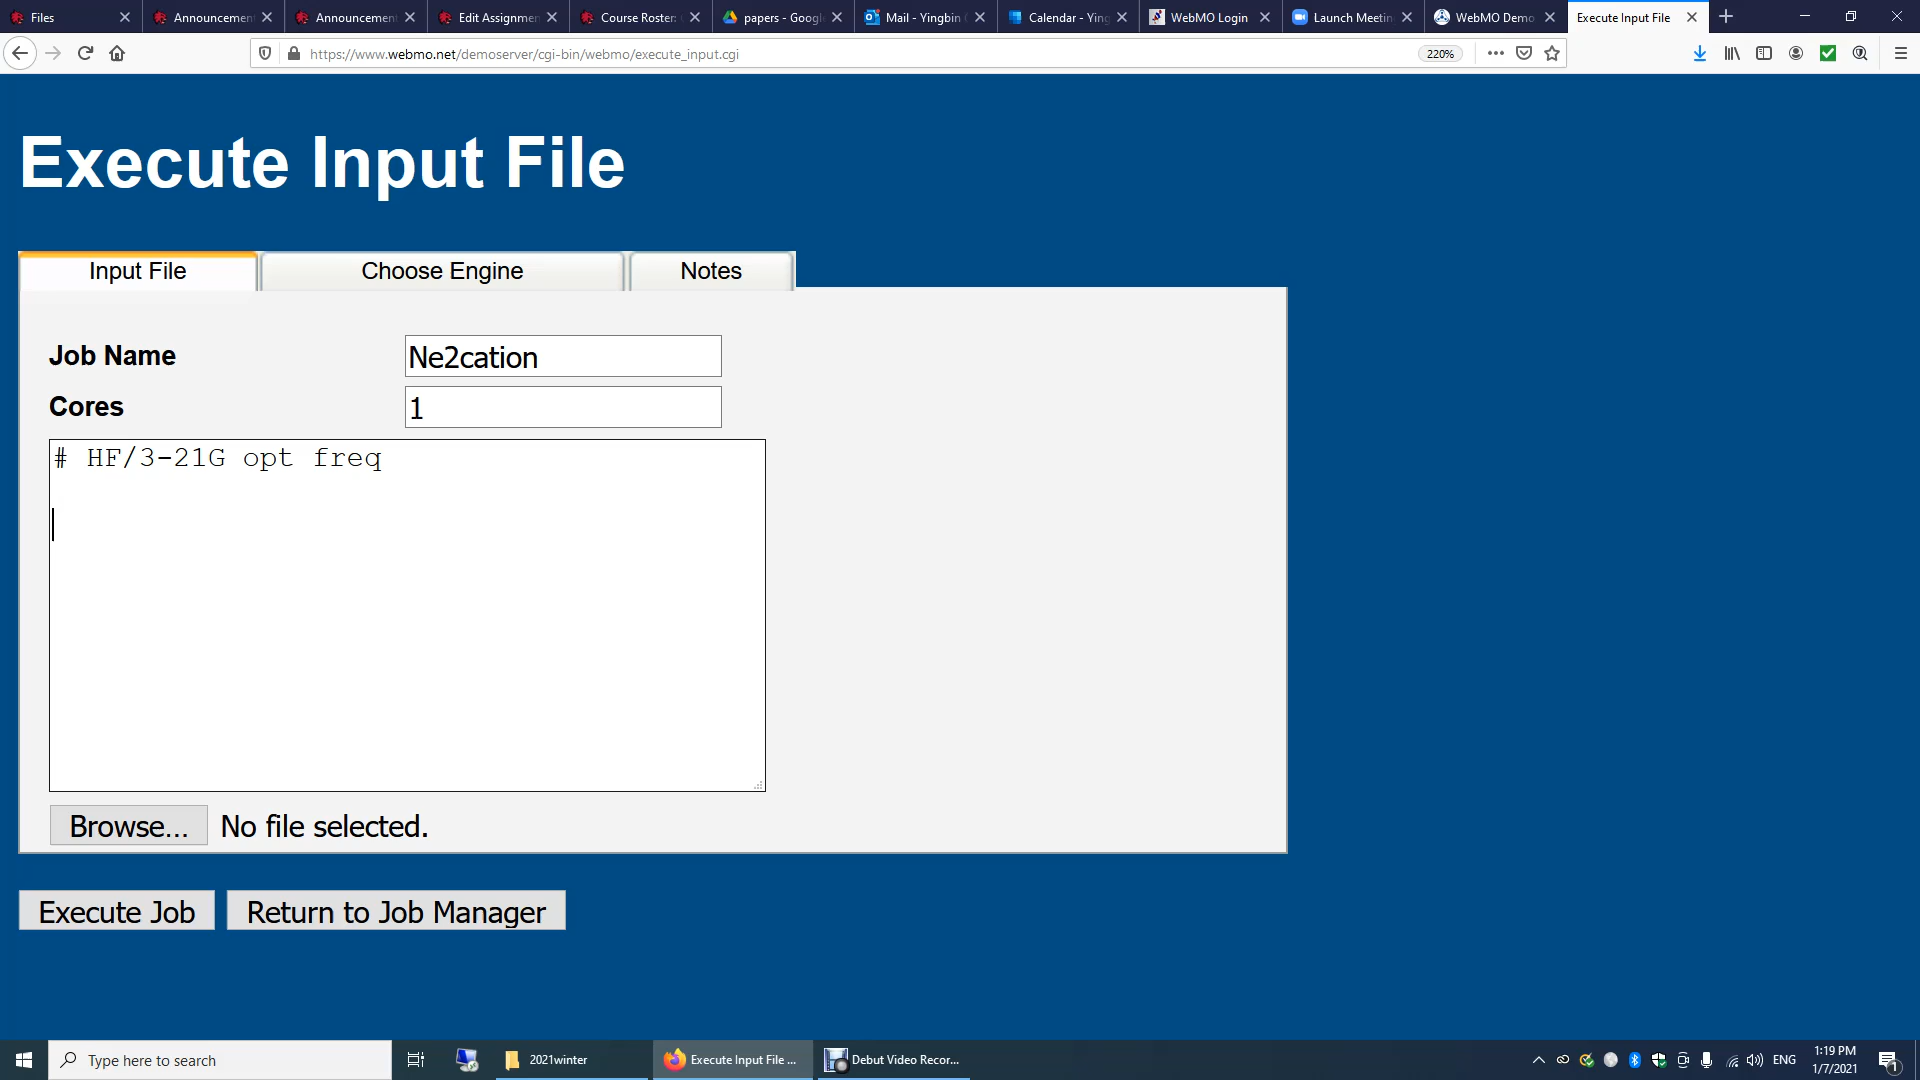 Files
Announcemen
Announcemen
Edit Assignme
Course Roster:
papers - Google
Mail - Yingbin
Calendar - Ying
WebMO Login
Launch Meetin
WebMO Demo
Execute Input File
https://www.webmo.net/demoserver/cgi-bin/webmo/execute_input.cgi
220%
Execute Input File
Input File
Choose Engine
Notes
Job Name
Ne2cation
Cores
1
# HF/3-21G opt freq
Browse...
No file selected.
Execute Job
Return to Job Manager
Type here to search
2021winter
Execute Input File ...
Debut Video Recor...
ENG
1:19 PM
1/7/2021
1